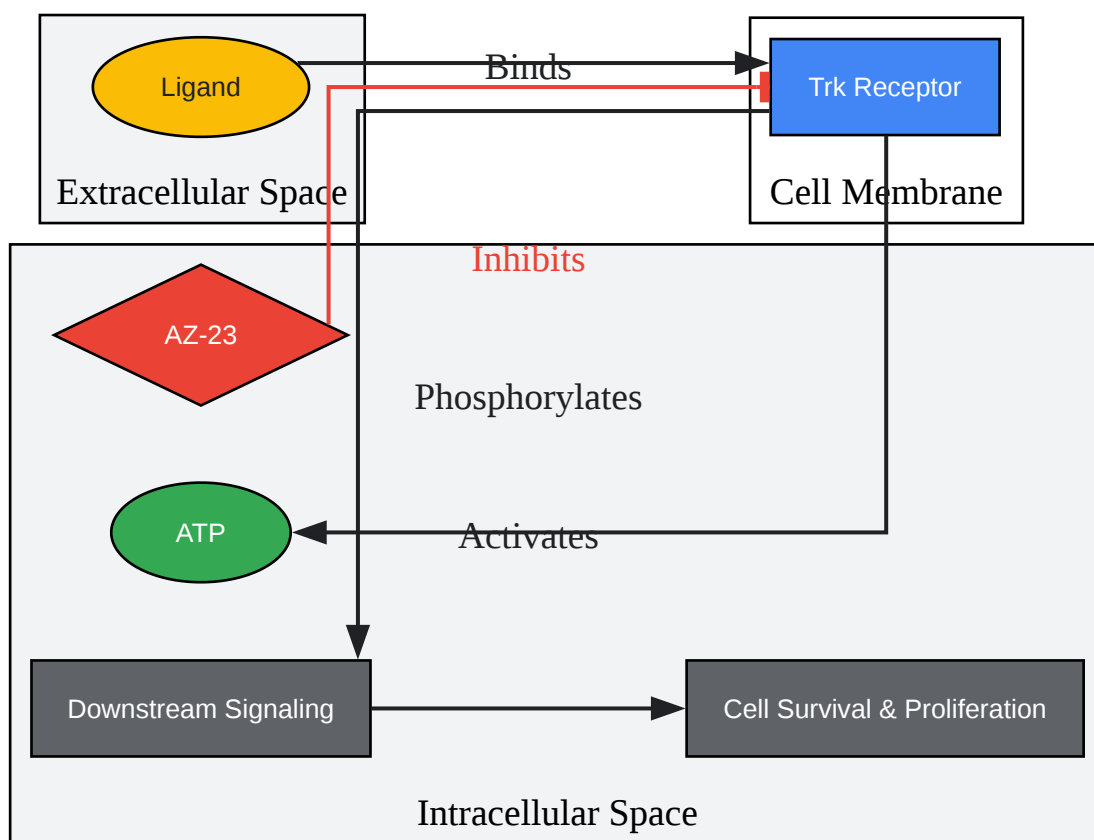 Ligand
Binds
Trk Receptor
Extracellular Space
Cell Membrane
Inhibits
AZ-23
Phosphorylates
ATP
Activates
Downstream Signaling
Cell Survival & Proliferation
Intracellular Space